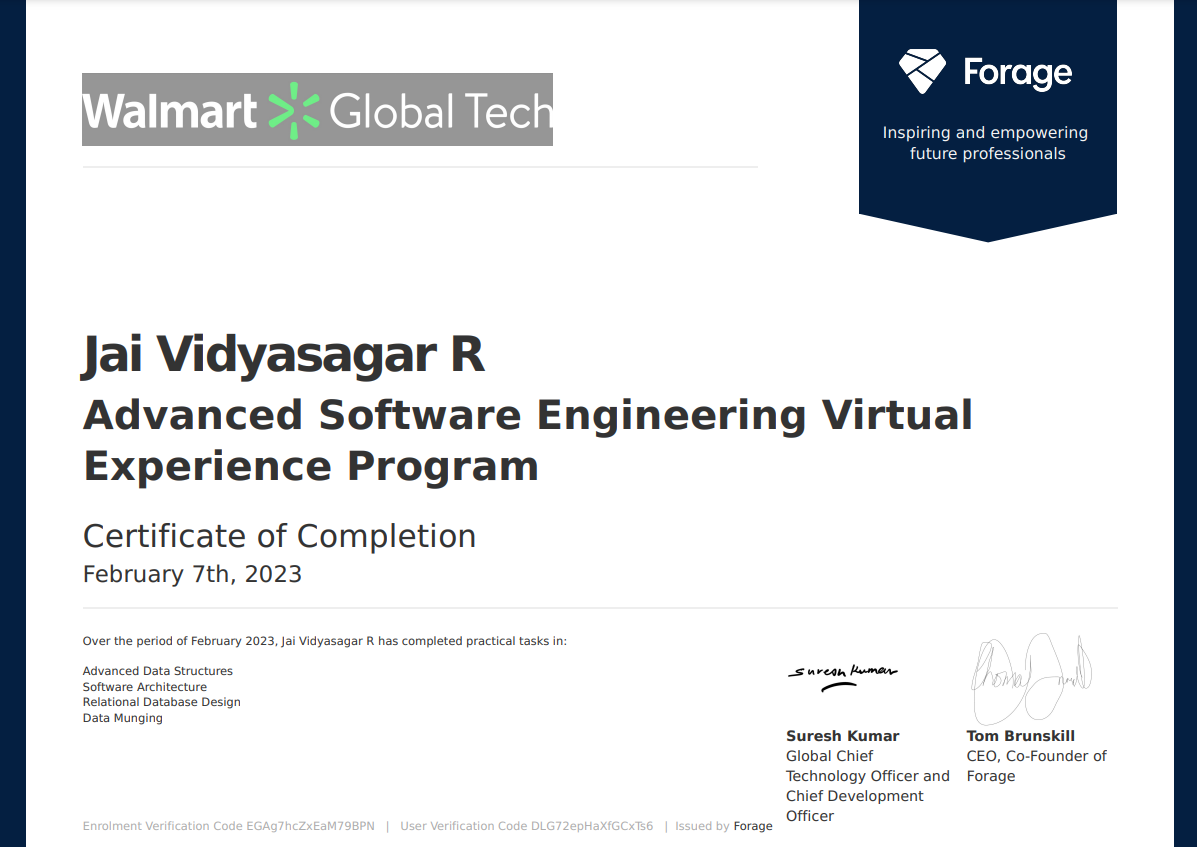 Walmart Global Tech
Forage
Inspiring and empowering
future professionals
Jai Vidyasagar R
Advanced Software Engineering Virtual
Experience Program
Certificate of Completion
February 7th, 2023
Over the period of February 2023, Jai Vidyasagar R has completed practical tasks in:
Advanced Data Structures
Software Architecture
Relational Database Design
Data Munging
Suresh Kumar
Suresh Kumar
Global Chief
Technology Officer and
Chief Development
Officer
Tom Brunskill
CEO, Co-Founder of
Forage
Enrolment Verification Code EGAg7hcZxEaM79BPN | User Verification Code DLG72epHaXfGCxTs6 | Issued by Forage